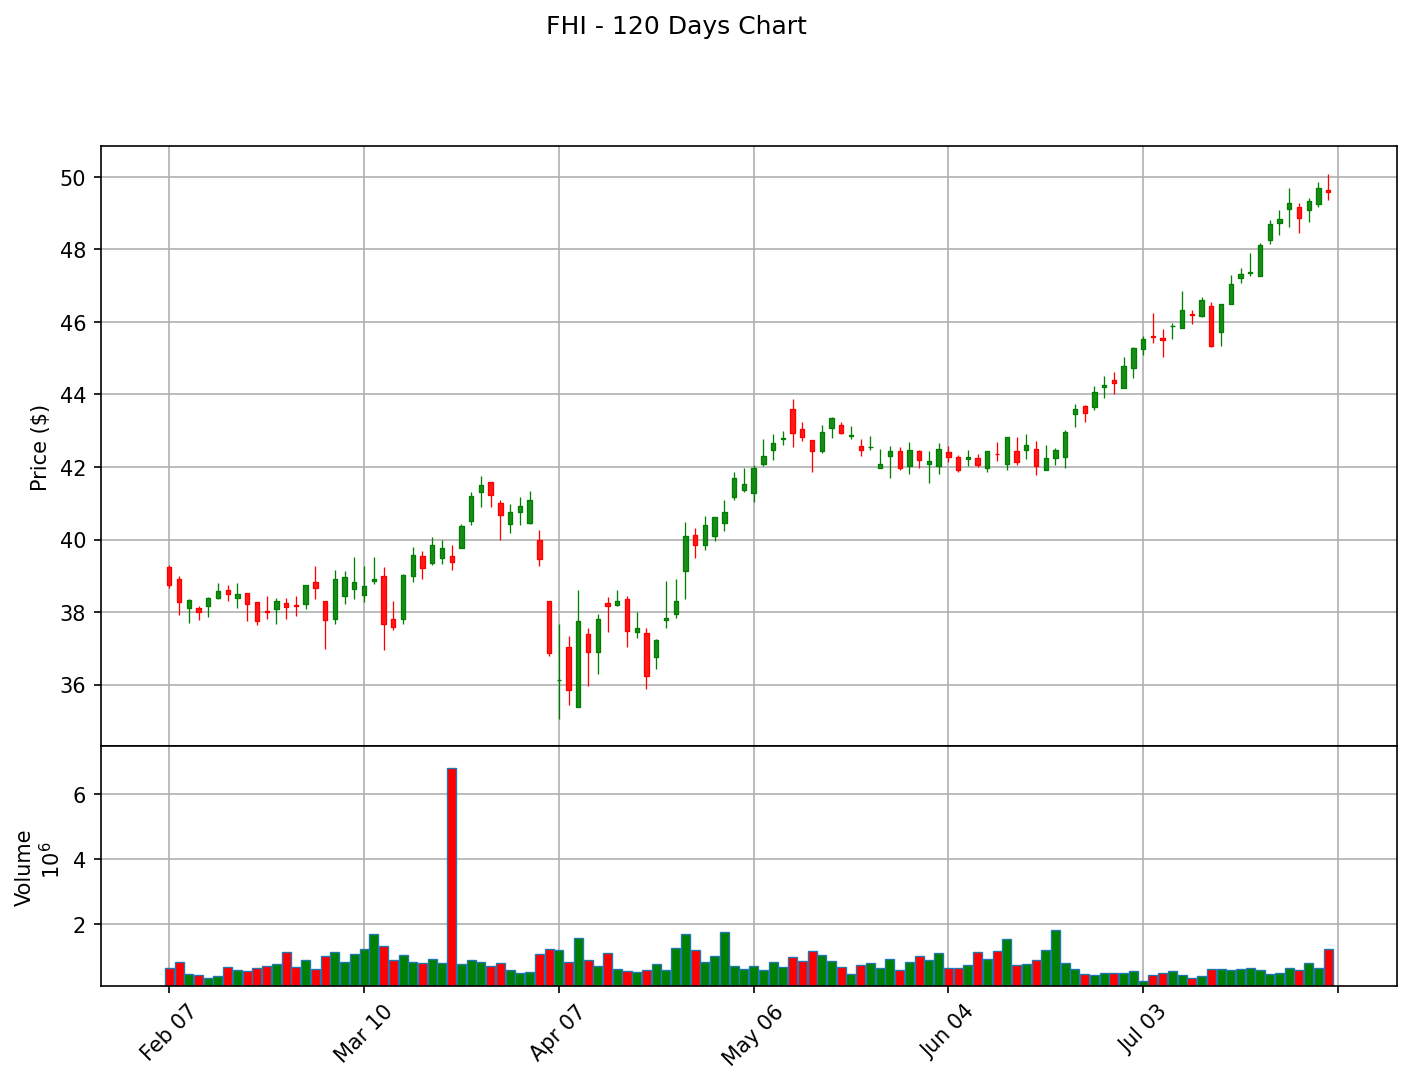 FHI - 120 Days Chart
Price ($)
50
48
46
44
42
40
38
36
Volume
10⁶
6
4
2
Feb 07
Mar 10
Apr 07
May 06
Jun 04
Jul 03